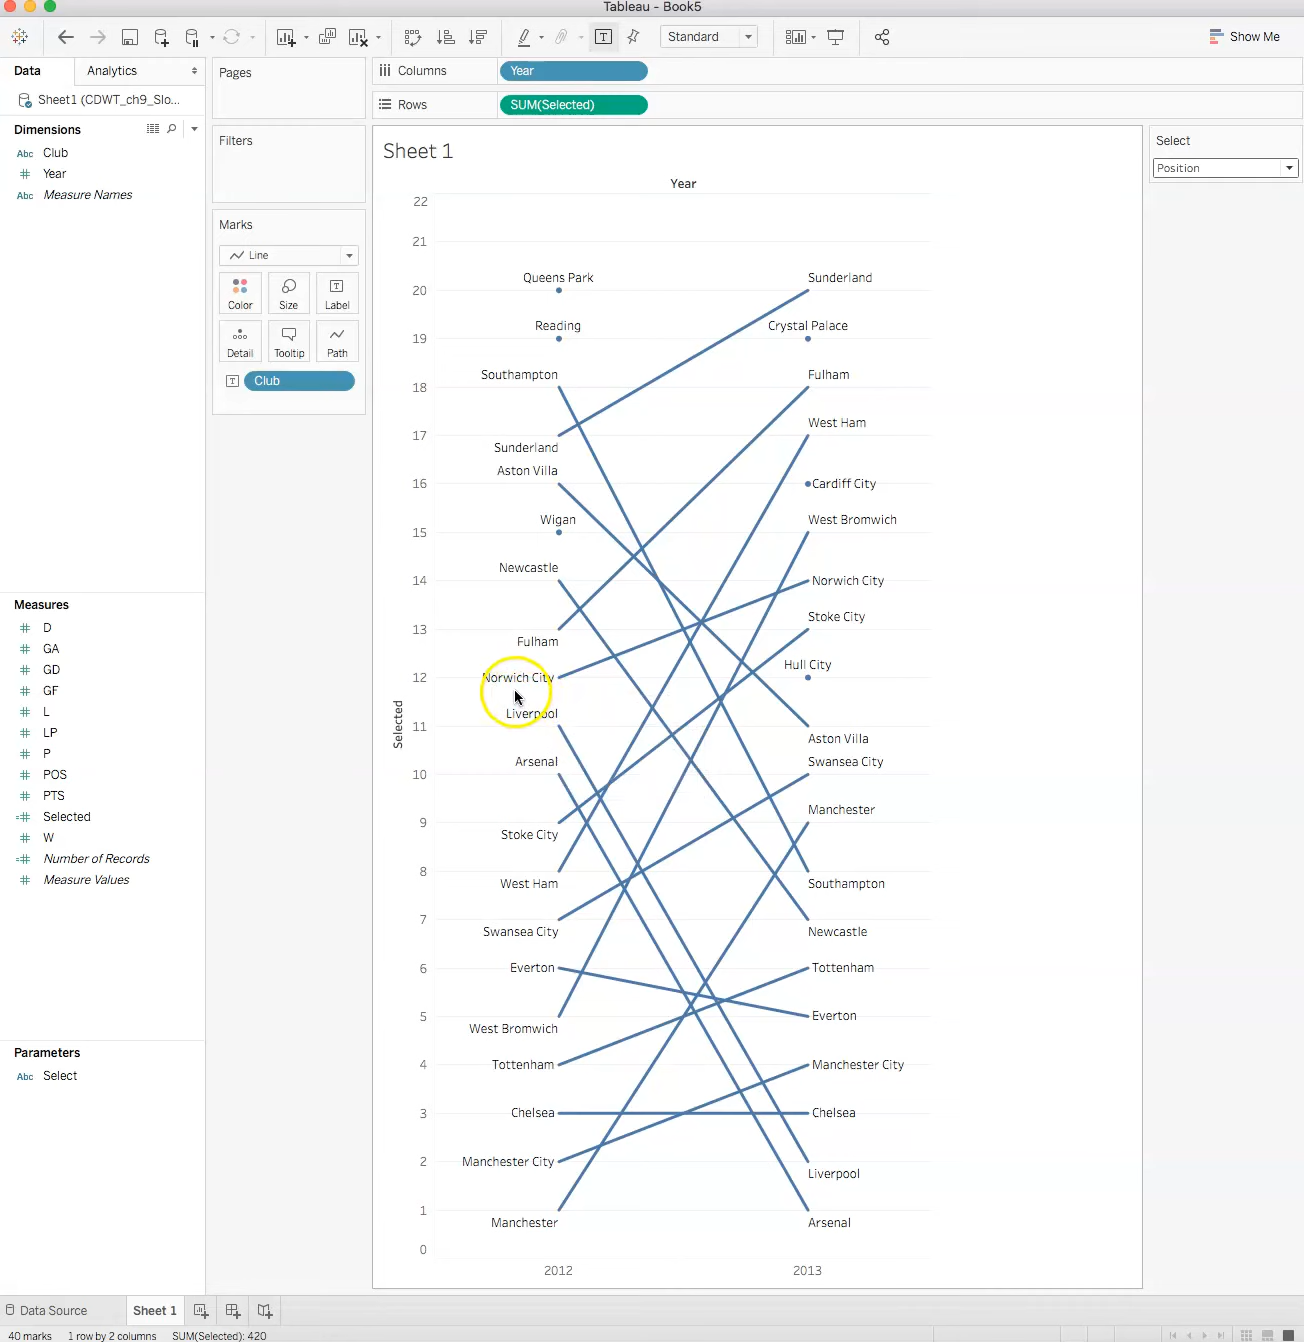 Tableau - Book5
Standard
Show Me
Data
Analytics
Sheet1 (CDWT_ch9_Slo...
Dimensions
Abc Club
# Year
Abc Measure Names
Measures
# D
# GA
# GD
# GF
# L
# LP
# P
# POS
# PTS
=# Selected
# W
=# Number of Records
# Measure Values
Parameters
Abc Select
Pages
Filters
Marks
Line
Color
Size
T
Label
Detail
Tooltip
Path
T Club
Columns
Year
Rows
SUM(Selected)
Sheet 1
Year
Selected
22
21
20
19
18
17
16
15
14
13
12
11
10
9
8
7
6
5
4
3
2
1
0
Queens Park
Reading
Southampton
Sunderland
Aston Villa
Wigan
Newcastle
Fulham
Norwich City
Liverpool
Arsenal
Stoke City
West Ham
Swansea City
Everton
West Bromwich
Tottenham
Chelsea
Manchester City
Manchester
Sunderland
Crystal Palace
Fulham
West Ham
Cardiff City
West Bromwich
Norwich City
Stoke City
Hull City
Aston Villa
Swansea City
Manchester
Southampton
Newcastle
Tottenham
Everton
Manchester City
Chelsea
Liverpool
Arsenal
2012
2013
Select
Position
Data Source
Sheet 1
40 marks
1 row by 2 columns
SUM(Selected): 420